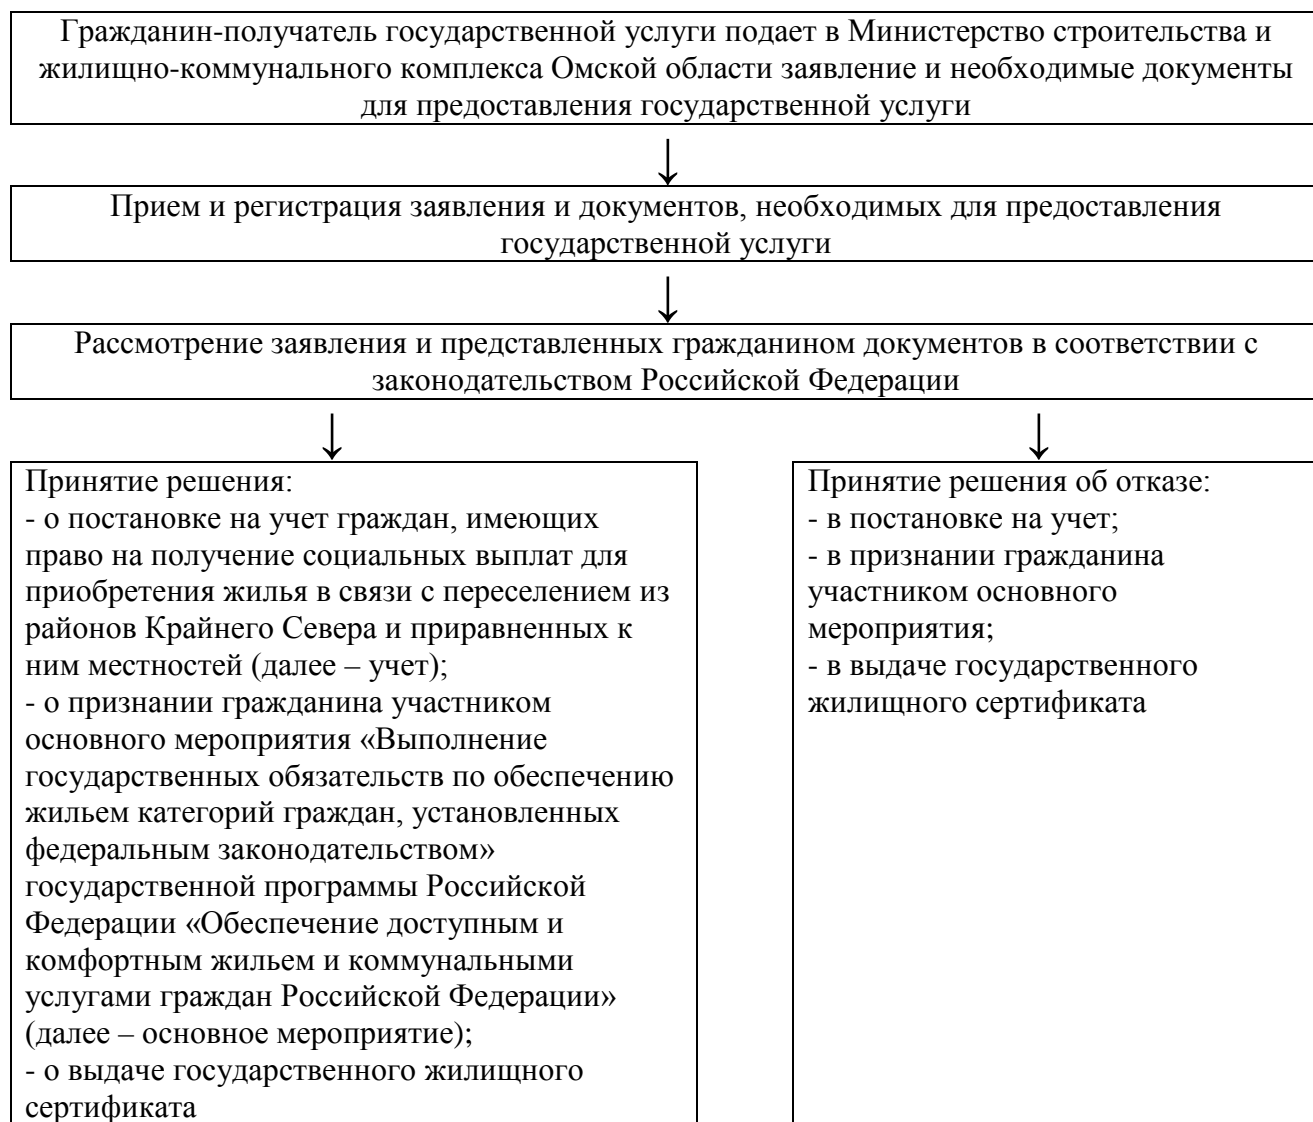 Гражданин-получатель государственной услуги подает в Министерство строительства и
жилищно-коммунального комплекса Омской области заявление и необходимые документы
для предоставления государственной услуги
Прием и регистрация заявления и документов, необходимых для предоставления
государственной услуги
Рассмотрение заявления и представленных гражданином документов в соответствии с
законодательством Российской Федерации
Принятие решения:
- о постановке на учет граждан, имеющих
право на получение социальных выплат для
приобретения жилья в связи с переселением из
районов Крайнего Севера и приравненных к
ним местностей (далее – учет);
- о признании гражданина участником
основного мероприятия «Выполнение
государственных обязательств по обеспечению
жильем категорий граждан, установленных
федеральным законодательством»
государственной программы Российской
Федерации «Обеспечение доступным и
комфортным жильем и коммунальными
услугами граждан Российской Федерации»
(далее – основное мероприятие);
- о выдаче государственного жилищного
сертификата
Принятие решения об отказе:
- в постановке на учет;
- в признании гражданина
участником основного
мероприятия;
- в выдаче государственного
жилищного сертификата